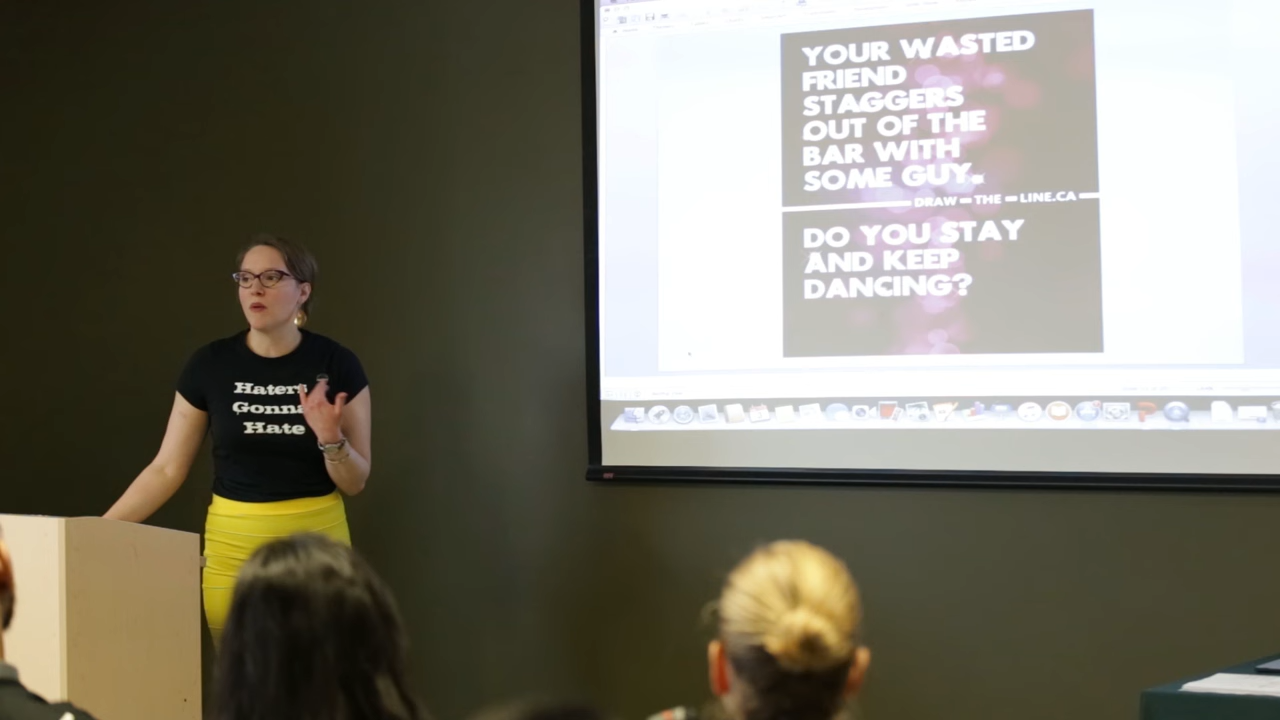 YOUR WASTED
FRIEND
STAGGERS
OUT OF THE
BAR WITH
SOME GUY.
DRAW – THE – LINE.CA
DO YOU STAY
AND KEEP
DANCING?
Haters
Gonna
Hate